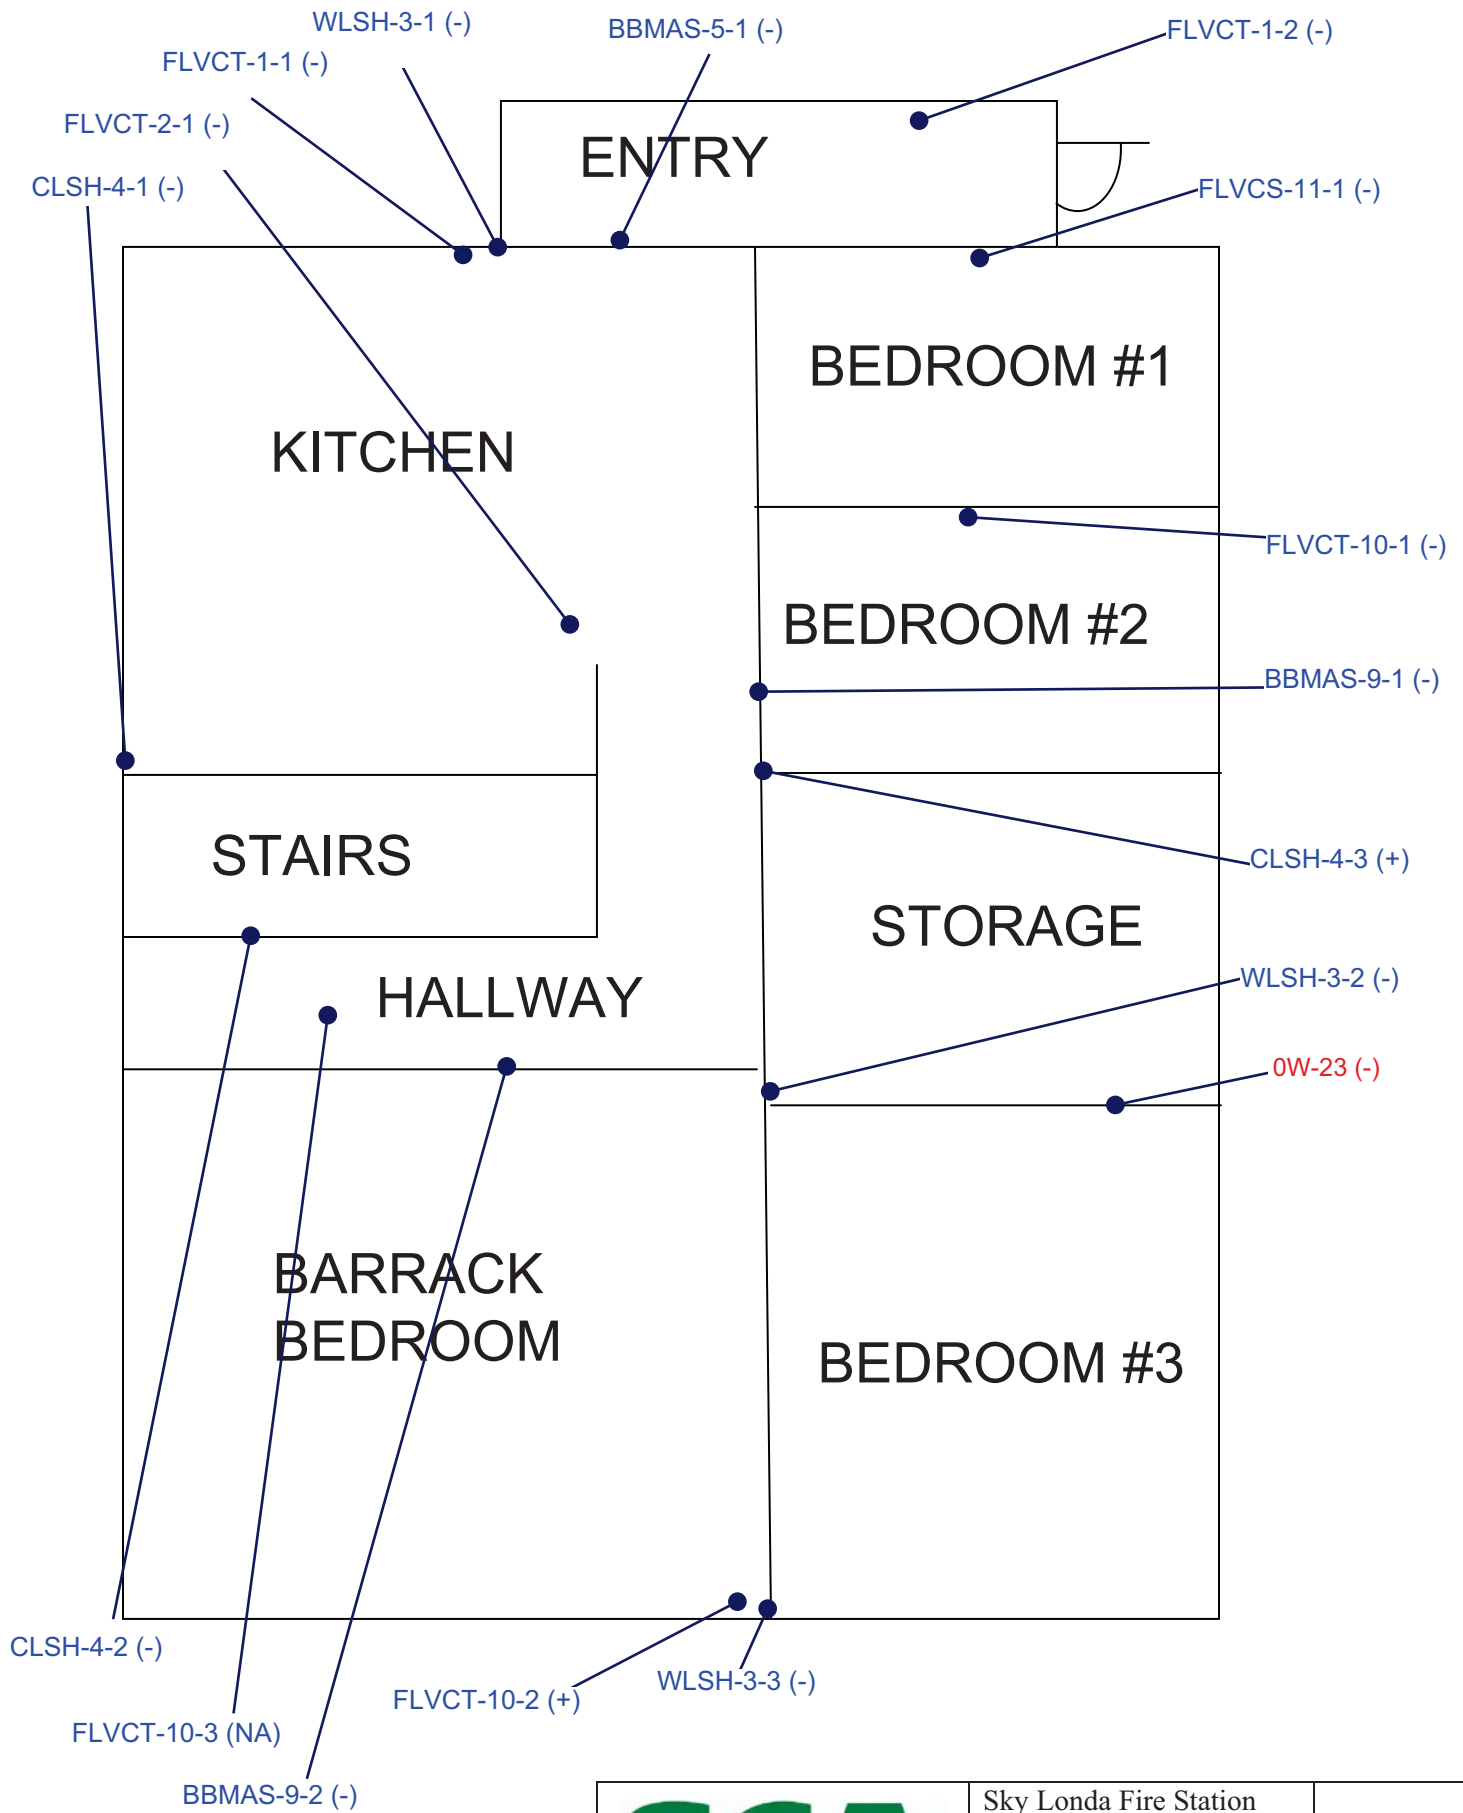 WLSH-3-1 (-)
BBMAS-5-1 (-)
FLVCT-1-2 (-)
FLVCT-1-1 (-)
FLVCT-2-1 (-)
ENTRY
CLSH-4-1 (-)
FLVCS-11-1 (-)
BEDROOM #1
KITCHEN
FLVCT-10-1 (-)
BEDROOM #2
BBMAS-9-1 (-)
STAIRS
CLSH-4-3 (+)
STORAGE
WLSH-3-2 (-)
HALLWAY
0W-23 (-)
BARRACK
BEDROOM
BEDROOM #3
CLSH-4-2 (-)
WLSH-3-3 (-)
FLVCT-10-2 (+)
FLVCT-10-3 (NA)
BBMAS-9-2 (-)
Sky Londa Fire Station